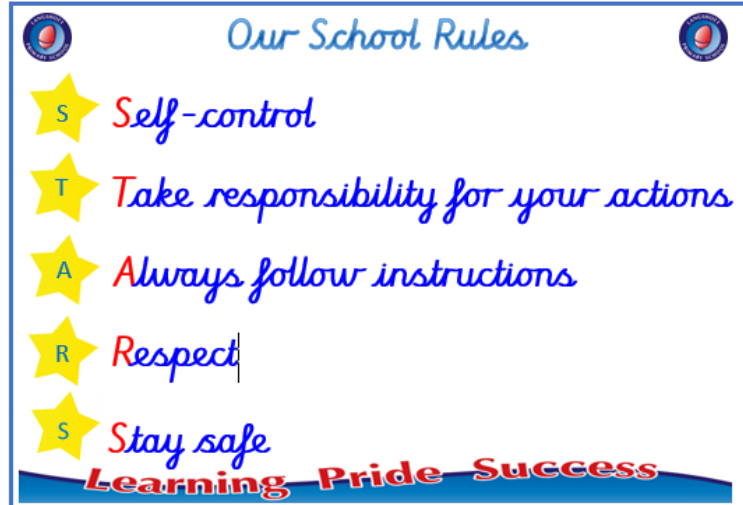 Our School Rules
S Self-control
T Take responsibility for your actions
A Always follow instructions
R Respect
S Stay safe
Learning Pride Success